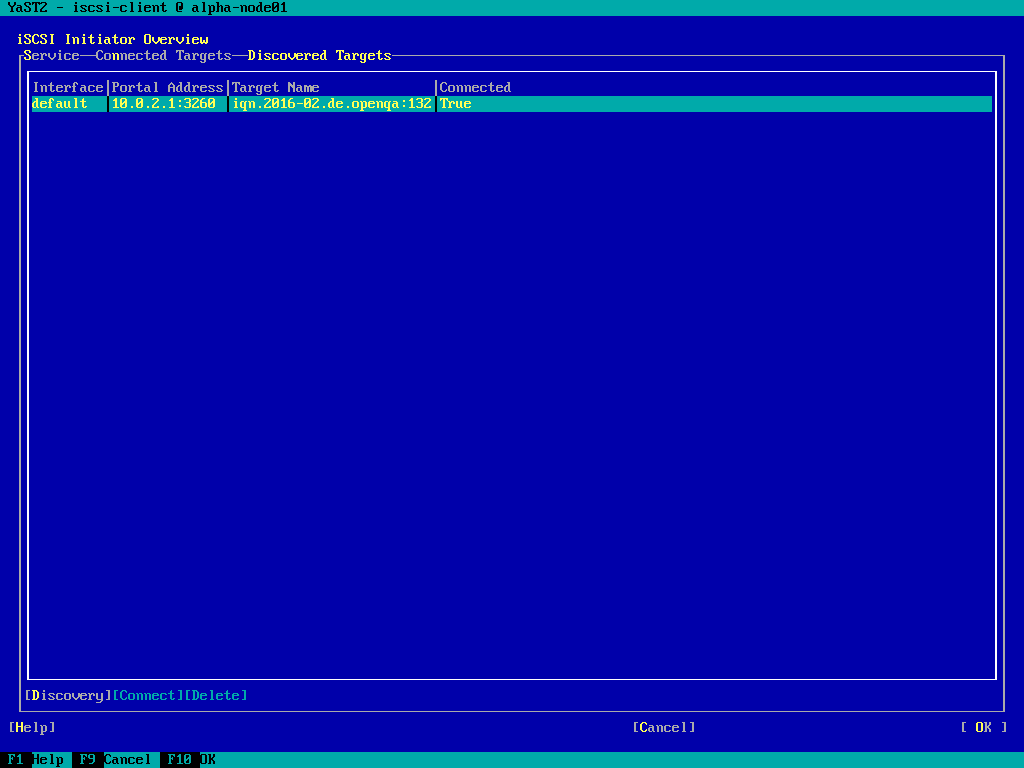 YaST2 - iscsi-client @ alpha-node01
iSCSI Initiator Overview
Service Connected Targets Discovered Targets
Interface|Portal Address|Target Name |Connected
default |10.0.2.1:3260 |iqn.2016-02.de.openqa:132|True
[Discovery][Connect][Delete]
[Help] [Cancel] [ OK ]
F1 Help F9 Cancel F10 OK